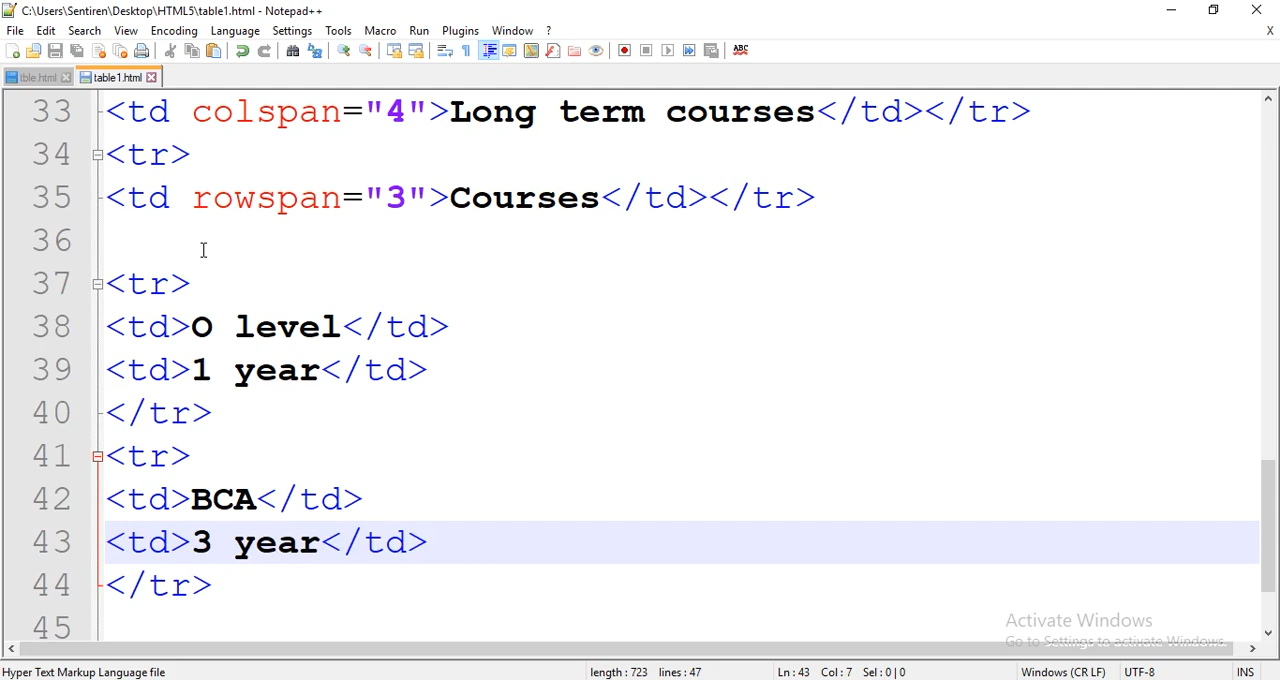 C:\Users\Sentiren\Desktop\HTML5\table1.html - Notepad++
File Edit Search View Encoding Language Settings Tools Macro Run Plugins Window ? X
tble.html table1.html
33 <td colspan="4">Long term courses</td></tr>
34 <tr>
35 <td rowspan="3">Courses</td></tr>
36
37 <tr>
38 <td>O level</td>
39 <td>1 year</td>
40 </tr>
41 <tr>
42 <td>BCA</td>
43 <td>3 year</td>
44 </tr>
45
Activate Windows
Go to Settings to activate Windows.
Hyper Text Markup Language file length : 723 lines : 47 Ln : 43 Col : 7 Sel : 0 | 0 Windows (CR LF) UTF-8 INS